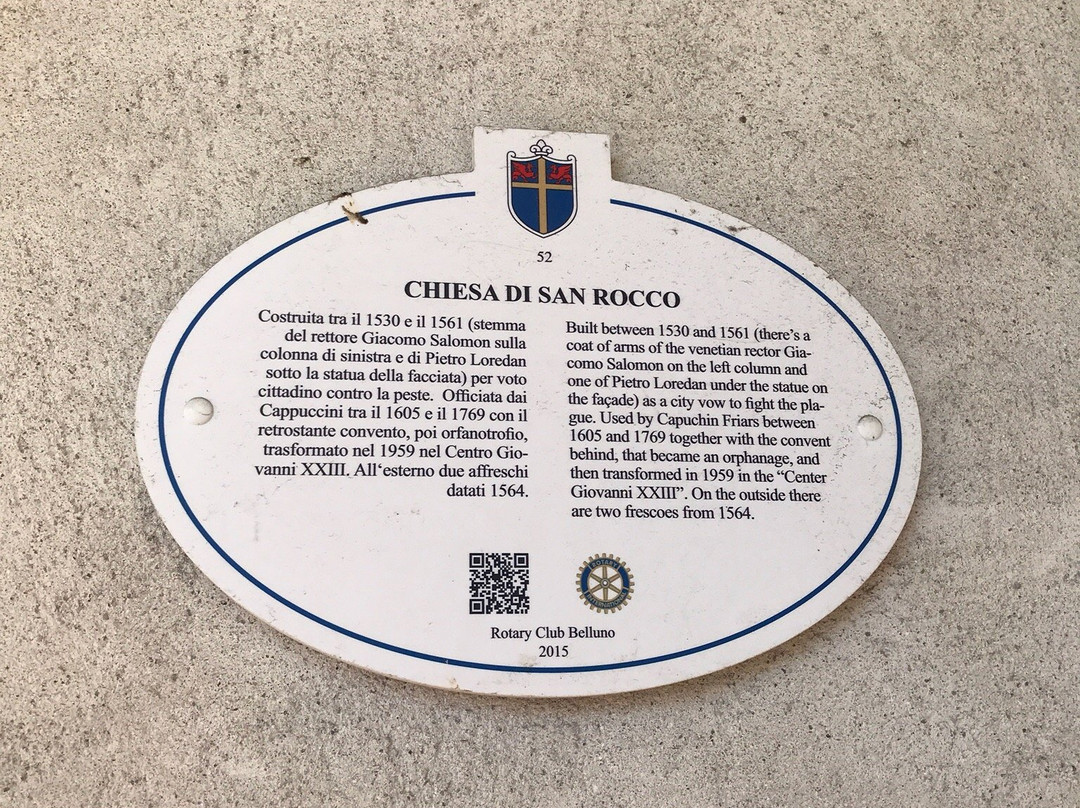 52
CHIESA DI SAN ROCCO
Costruita tra il 1530 e il 1561 (stemma
del rettore Giacomo Salomon sulla
colonna di sinistra e di Pietro Loredan
sotto la statua della facciata) per voto
cittadino contro la peste. Officiata dai
Cappuccini tra il 1605 e il 1769 con il
retrostante convento, poi orfanotrofio,
trasformato nel 1959 nel Centro Gio-
vanni XXIII. All‘esterno due affreschi
datati 1564.
Built between 1530 and 1561 (there’s a
coat of arms of the venetian rector Gia-
como Salomon on the left column and
one of Pietro Loredan under the statue on
the façade) as a city vow to fight the pla-
gue. Used by Capuchin Friars between
1605 and 1769 together with the convent
behind, that became an orphanage, and
then transformed in 1959 in the “Center
Giovanni XXIII”. On the outside there
are two frescoes from 1564.
ROTARY
INTERNATIONAL
Rotary Club Belluno
2015